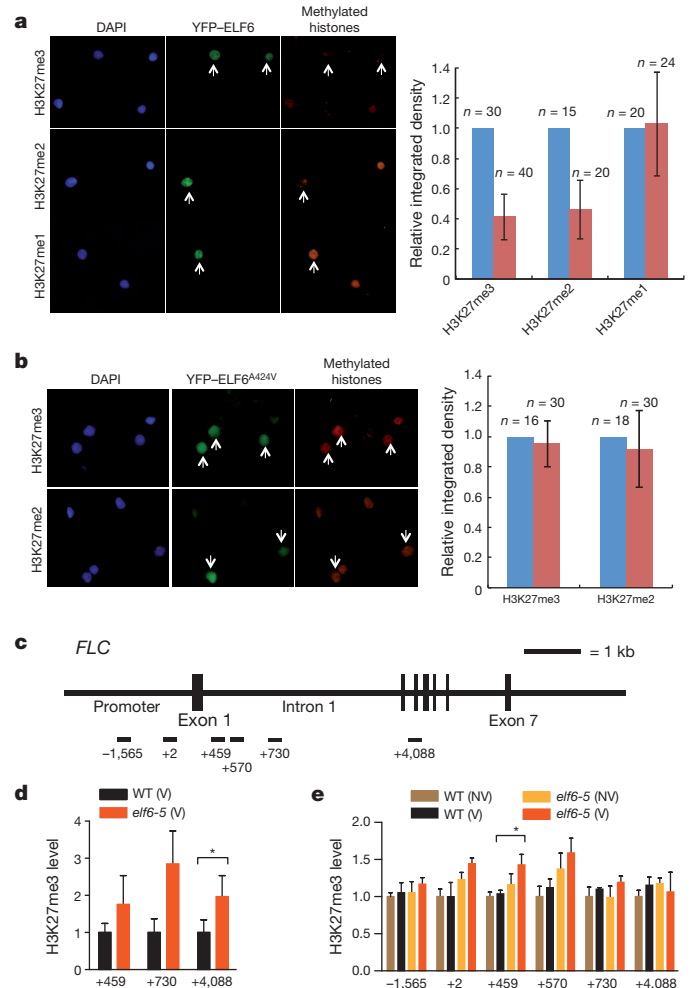 a
DAPI
YFP–ELF6
Methylated histones
H3K27me3
H3K27me2
H3K27me1
Relative integrated density
1.4
1.2
1.0
0.8
0.6
0.4
0.2
0
n = 30
n = 40
n = 15
n = 20
n = 20
n = 24
H3K27me3
H3K27me2
H3K27me1
b
DAPI
YFP–ELF6A424V
Methylated histones
H3K27me3
H3K27me2
Relative integrated density
1.4
1.2
1.0
0.8
0.6
0.4
0.2
0
n = 16
n = 30
n = 18
n = 30
H3K27me3
H3K27me2
c
FLC
= 1 kb
Promoter
Exon 1
Intron 1
Exon 7
−1,565
+2
+459
+570
+730
+4,088
d
WT (V)
elf6-5 (V)
H3K27me3 level
4
3
2
1
0
*
+459
+730
+4,088
e
WT (NV)
WT (V)
elf6-5 (NV)
elf6-5 (V)
H3K27me3 level
2.0
1.5
1.0
0.5
0
*
−1,565
+2
+459
+570
+730
+4,088